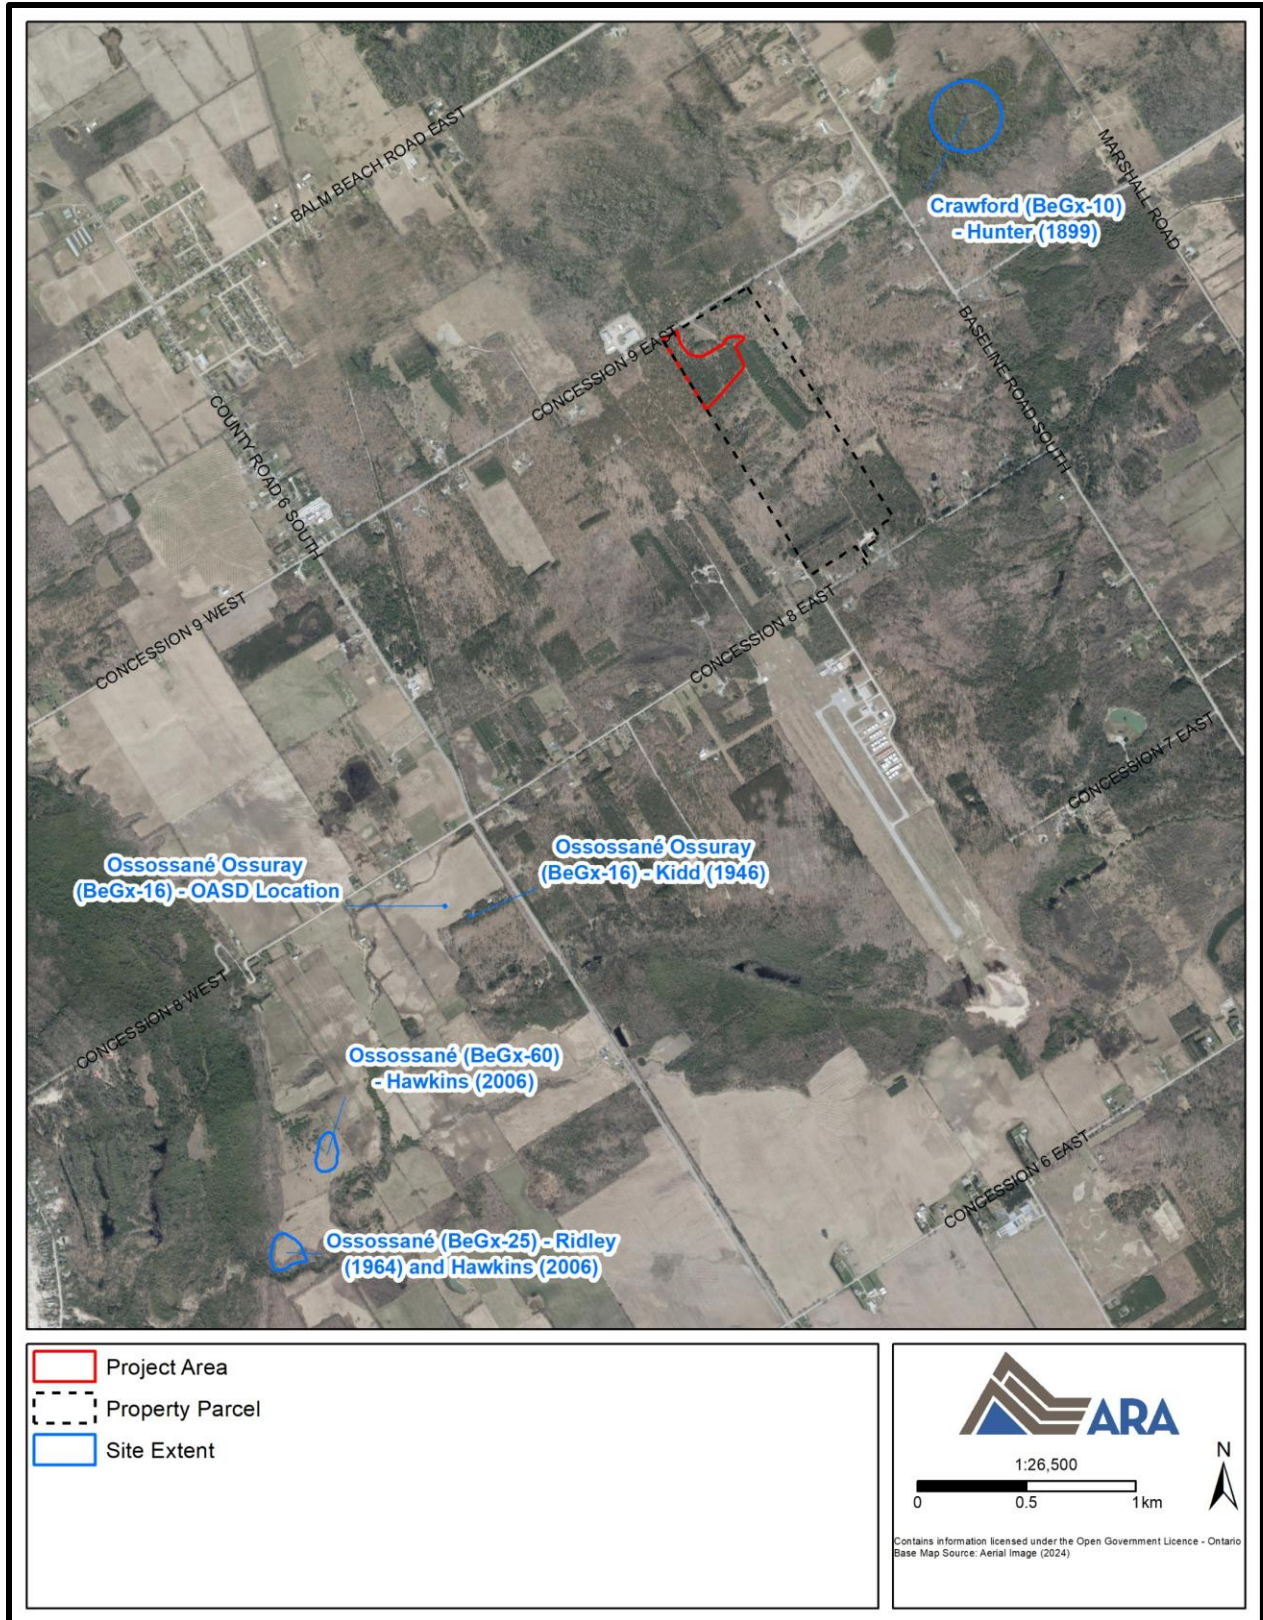 BALM BEACH ROAD EAST
MARSHALL ROAD
Crawford (BeGx-10)
- Hunter (1899)
BASELINE ROAD SOUTH
CONCESSION 9 EAST
COUNTY ROAD 6 SOUTH
CONCESSION 9 WEST
CONCESSION 8 EAST
CONCESSION 7 EAST
Ossossané Ossuray
(BeGx-16) - OASD Location
Ossossané Ossuray
(BeGx-16) - Kidd (1946)
CONCESSION 8 WEST
Ossossané (BeGx-60)
- Hawkins (2006)
CONCESSION 6 EAST
Ossossané (BeGx-25) - Ridley
(1964) and Hawkins (2006)
Project Area
Property Parcel
Site Extent
ARA
1:26,500
N
0 0.5 1 km
Contains information licensed under the Open Government Licence - Ontario
Base Map Source: Aerial Image (2024)